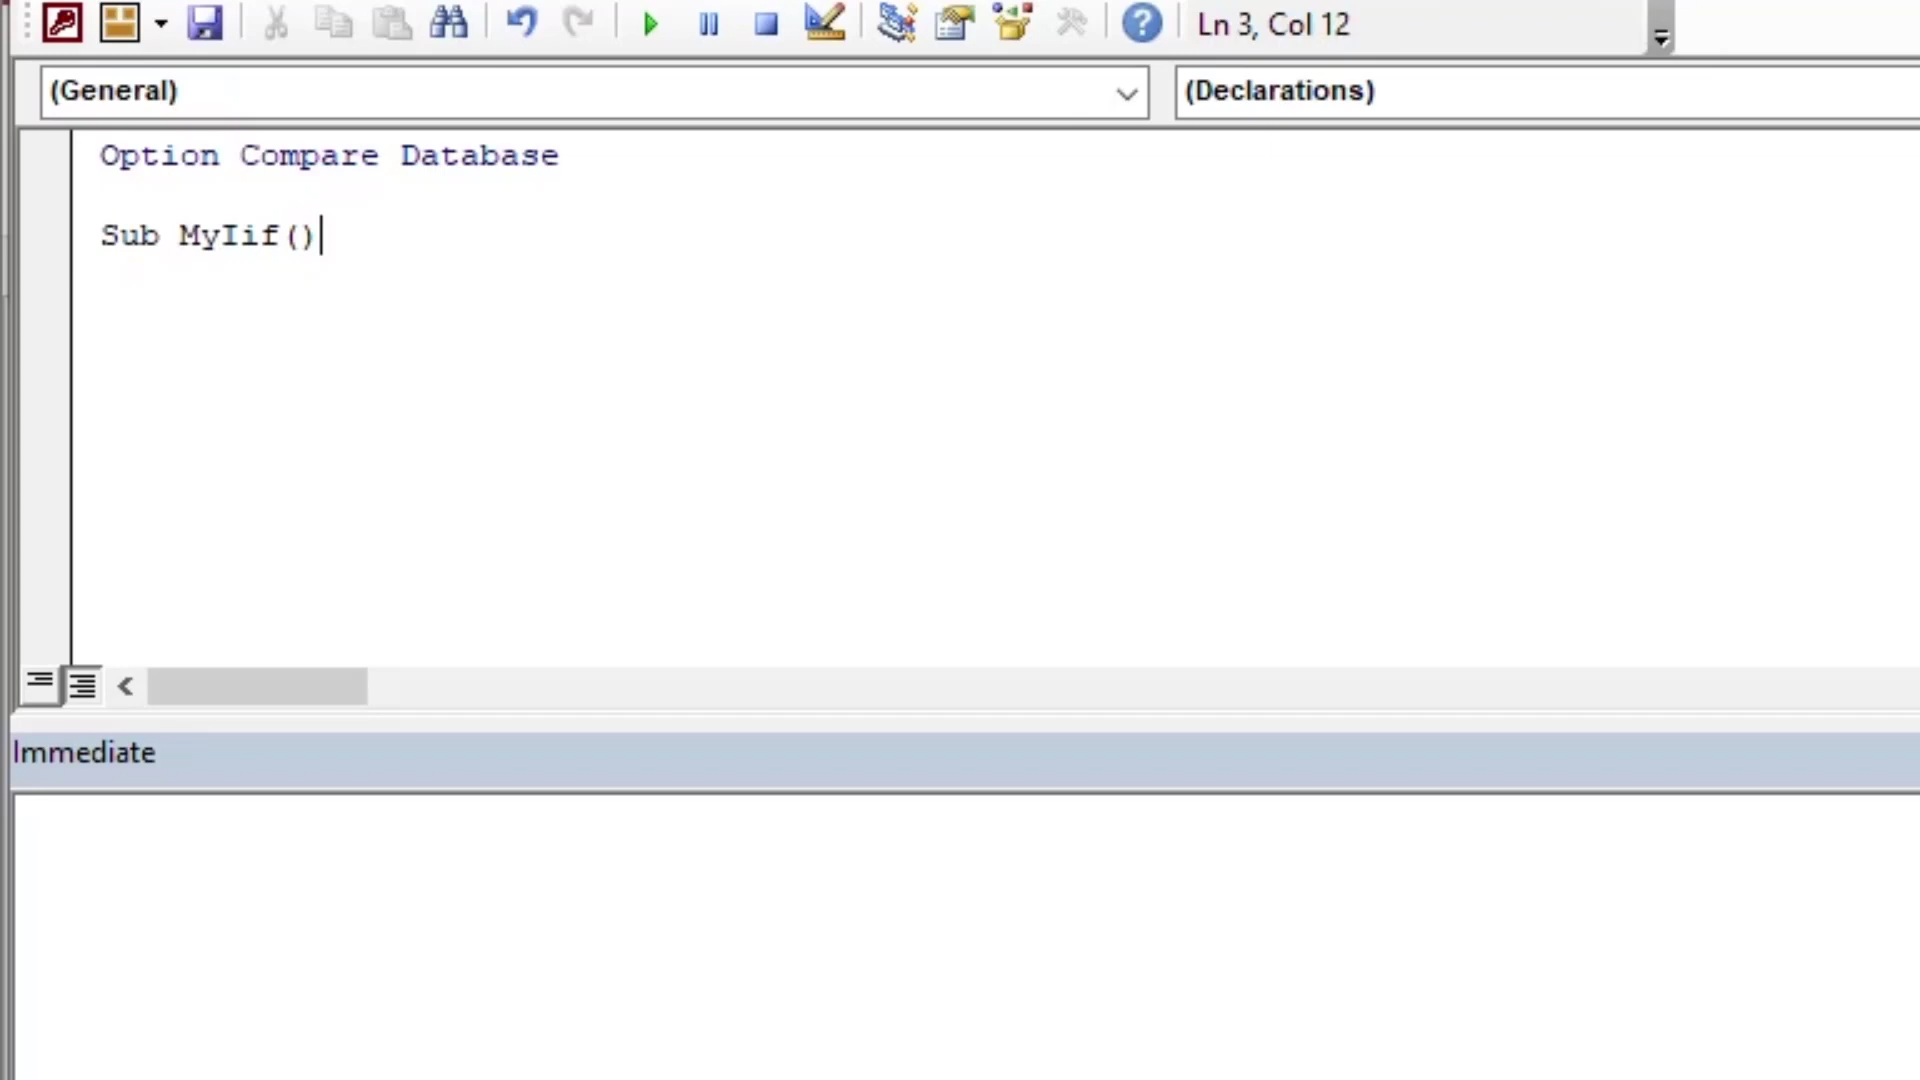 Ln 3, Col 12
(General)
(Declarations)
Option Compare Database
Sub MyIif()
Immediate